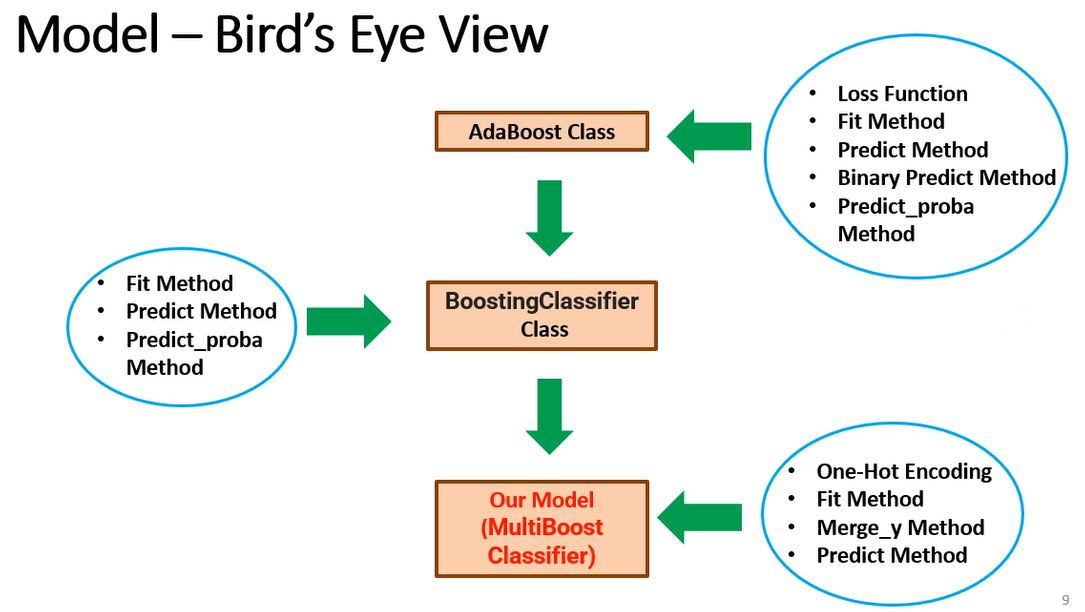 Model – Bird's Eye View
AdaBoost Class
• Loss Function
• Fit Method
• Predict Method
• Binary Predict Method
• Predict_proba
Method
• Fit Method
• Predict Method
• Predict_proba
Method
BoostingClassifier
Class
Our Model
(MultiBoost
Classifier)
• One-Hot Encoding
• Fit Method
• Merge_y Method
• Predict Method
9